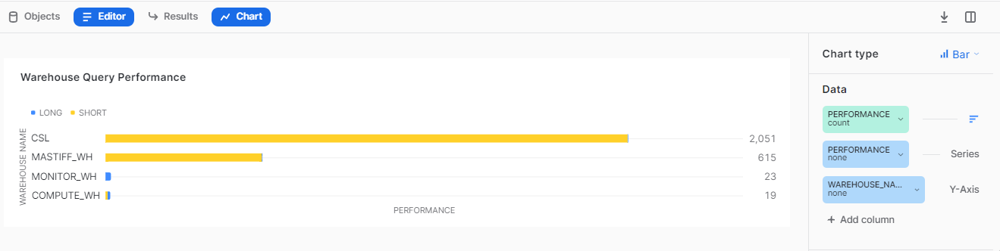 Objects Editor Results Chart
Chart type Bar
Warehouse Query Performance
Data
LONG SHORT
PERFORMANCE
count
WAREHOUSE NAME
CSL 2,051
MASTIFF_WH 615
MONITOR_WH 23
COMPUTE_WH 19
PERFORMANCE
PERFORMANCE
none
Series
WAREHOUSE_NA...
none
Y-Axis
+ Add column